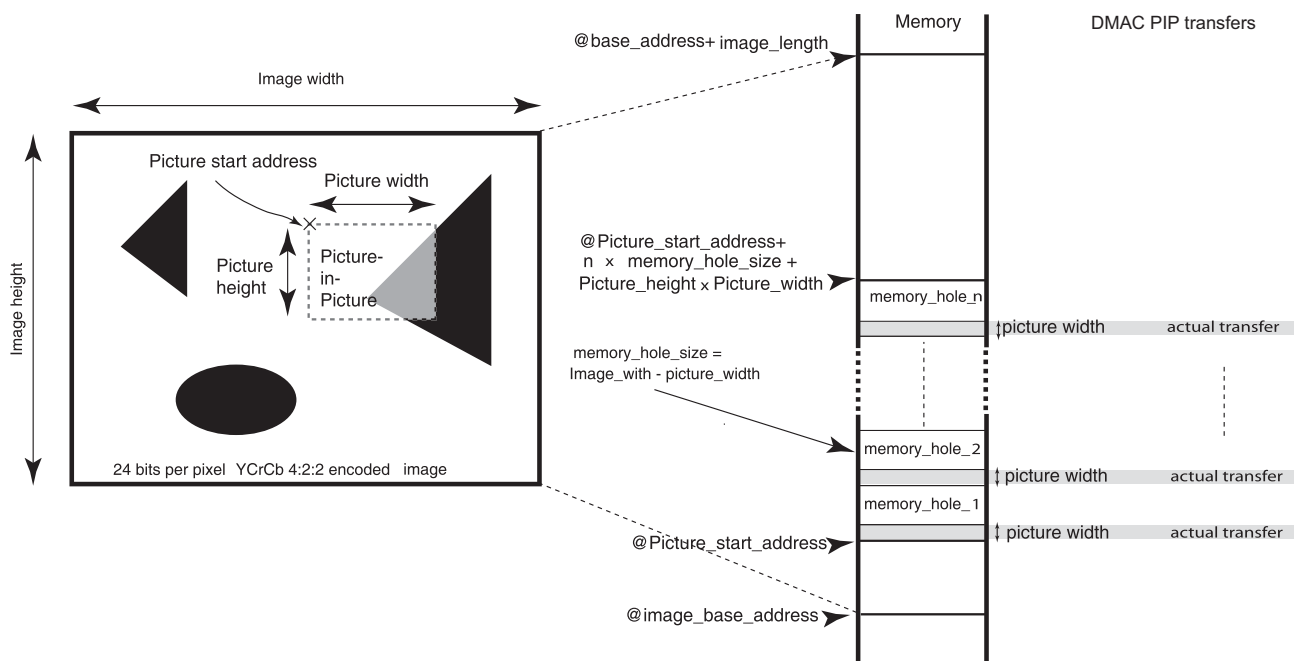 Memory
DMAC PIP transfers
@base_address+ image_length
Image width
Picture start address
Picture width
Image height
Picture
height
Picture-
in-
Picture
24 bits per pixel YCrCb 4:2:2 encoded image
@Picture_start_address+
n x memory_hole_size +
Picture_height x Picture_width
memory_hole_n
picture width actual transfer
memory_hole_size =
Image_with - picture_width
memory_hole_2
picture width actual transfer
memory_hole_1
picture width actual transfer
@Picture_start_address
@image_base_address